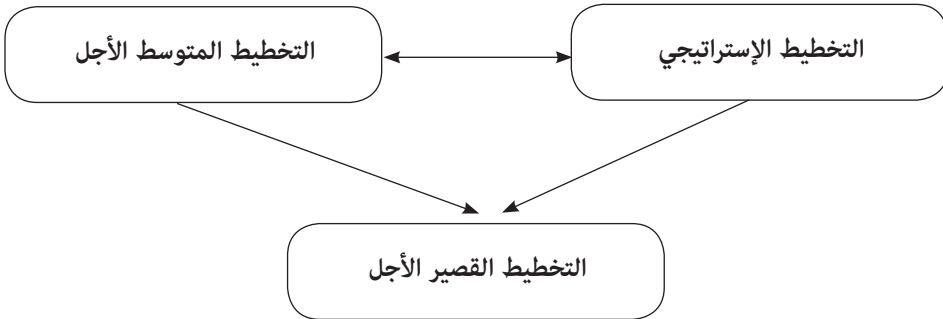 التخطيط الإستراتيجي
التخطيط المتوسط الأجل
التخطيط القصير الأجل